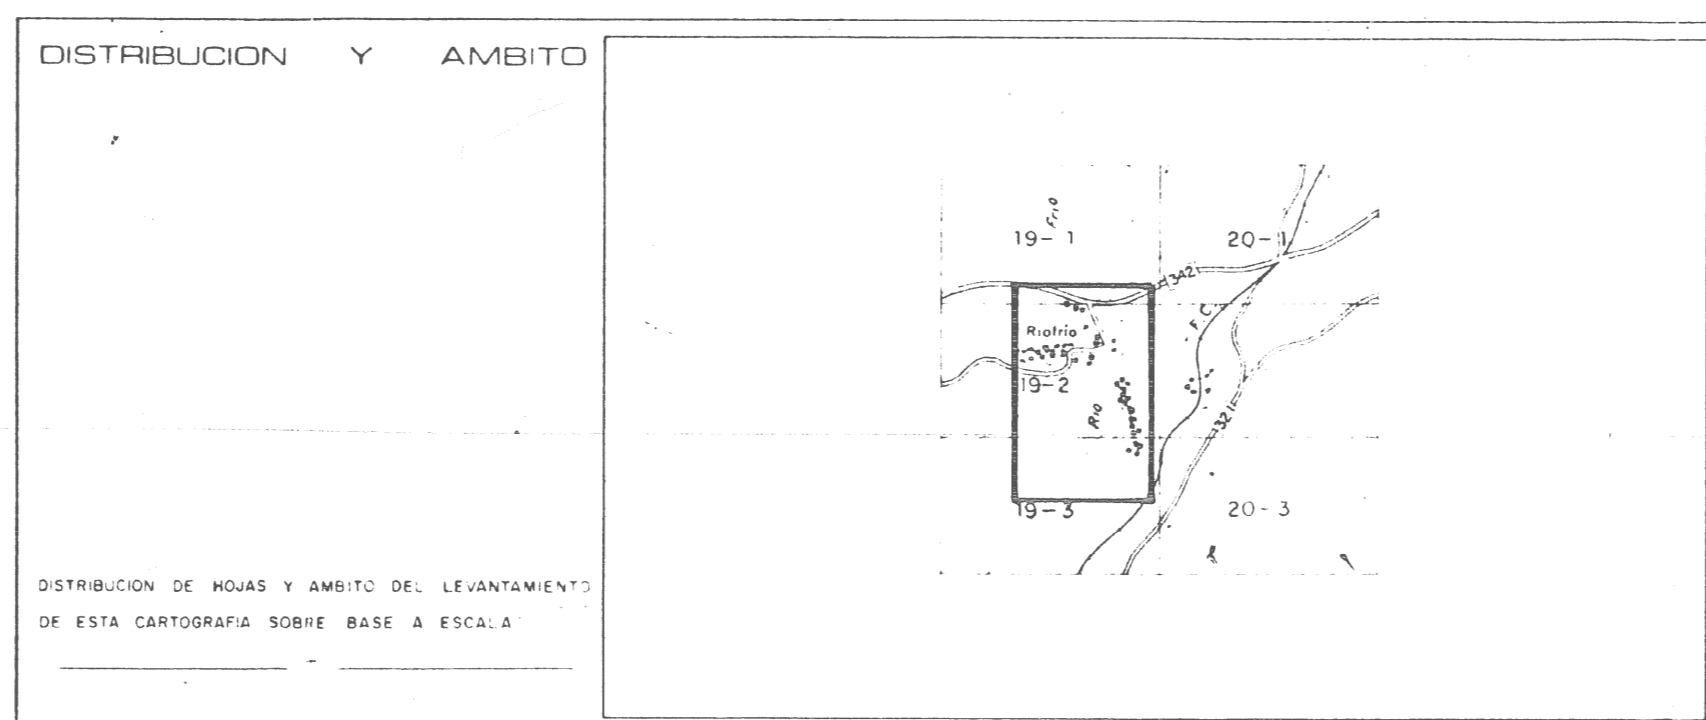 DISTRIBUCION Y AMBITO
DISTRIBUCION DE HOJAS Y AMBITO DEL LEVANTAMIENTO
DE ESTA CARTOGRAFIA SOBRE BASE A ESCALA
Frio
19-1
20-1
342
F.C.
Riofrío
19-2
Rio
321
19-3
20-3